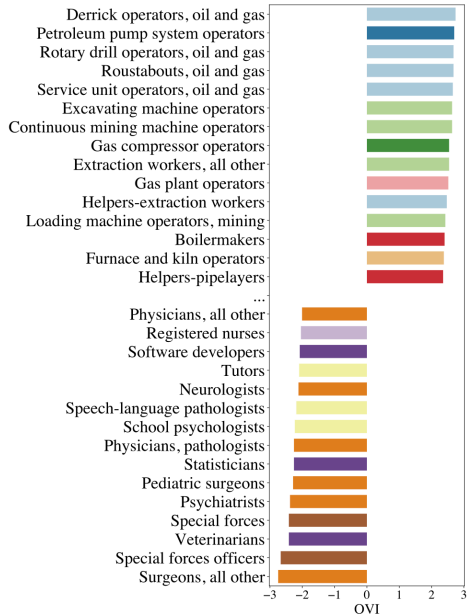 Derrick operators, oil and gas
Petroleum pump system operators
Rotary drill operators, oil and gas
Roustabouts, oil and gas
Service unit operators, oil and gas
Excavating machine operators
Continuous mining machine operators
Gas compressor operators
Extraction workers, all other
Gas plant operators
Helpers-extraction workers
Loading machine operators, mining
Boilermakers
Furnace and kiln operators
Helpers-pipelayers
...
Physicians, all other
Registered nurses
Software developers
Tutors
Neurologists
Speech-language pathologists
School psychologists
Physicians, pathologists
Statisticians
Pediatric surgeons
Psychiatrists
Special forces
Veterinarians
Special forces officers
Surgeons, all other
−3 −2 −1 0 1 2 3
OVI